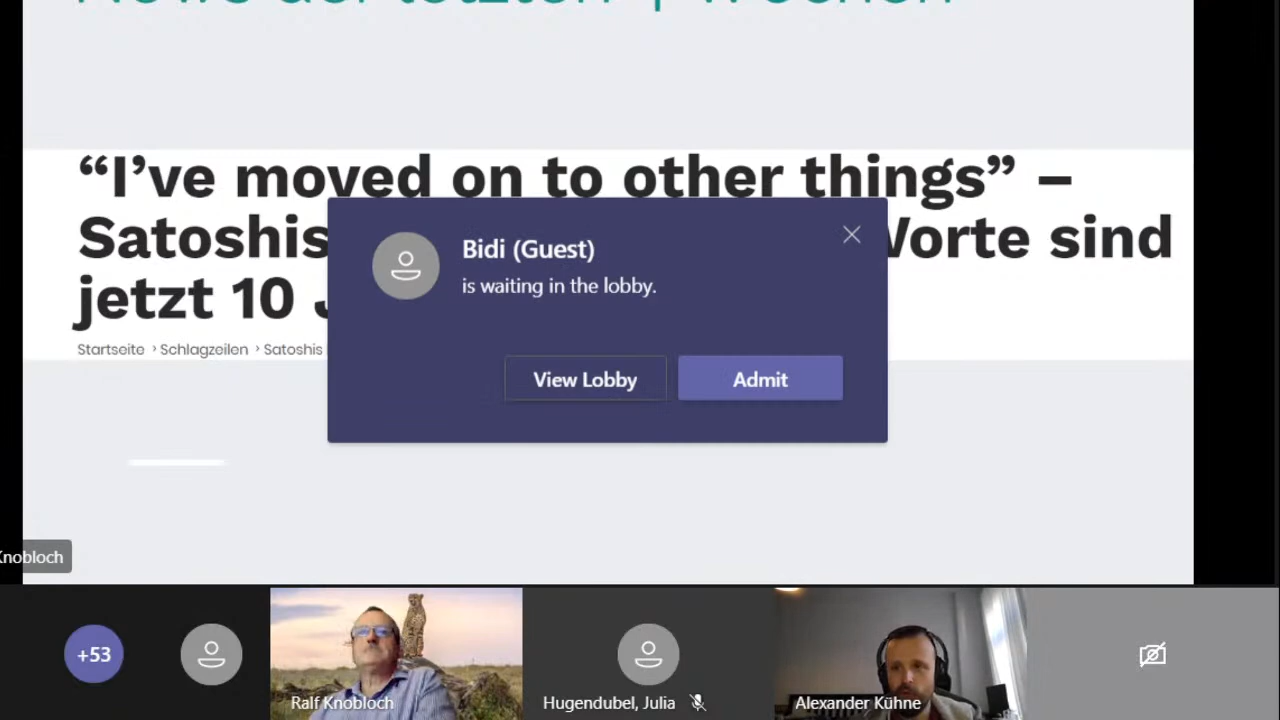 “I’ve moved on to other things” –
Satoshis Worte sind
jetzt 10
Startseite › Schlagzeilen › Satoshis
Bidi (Guest)
is waiting in the lobby.
View Lobby
Admit
Knobloch
+53
Ralf Knobloch
Hugendubel, Julia
Alexander Kühne